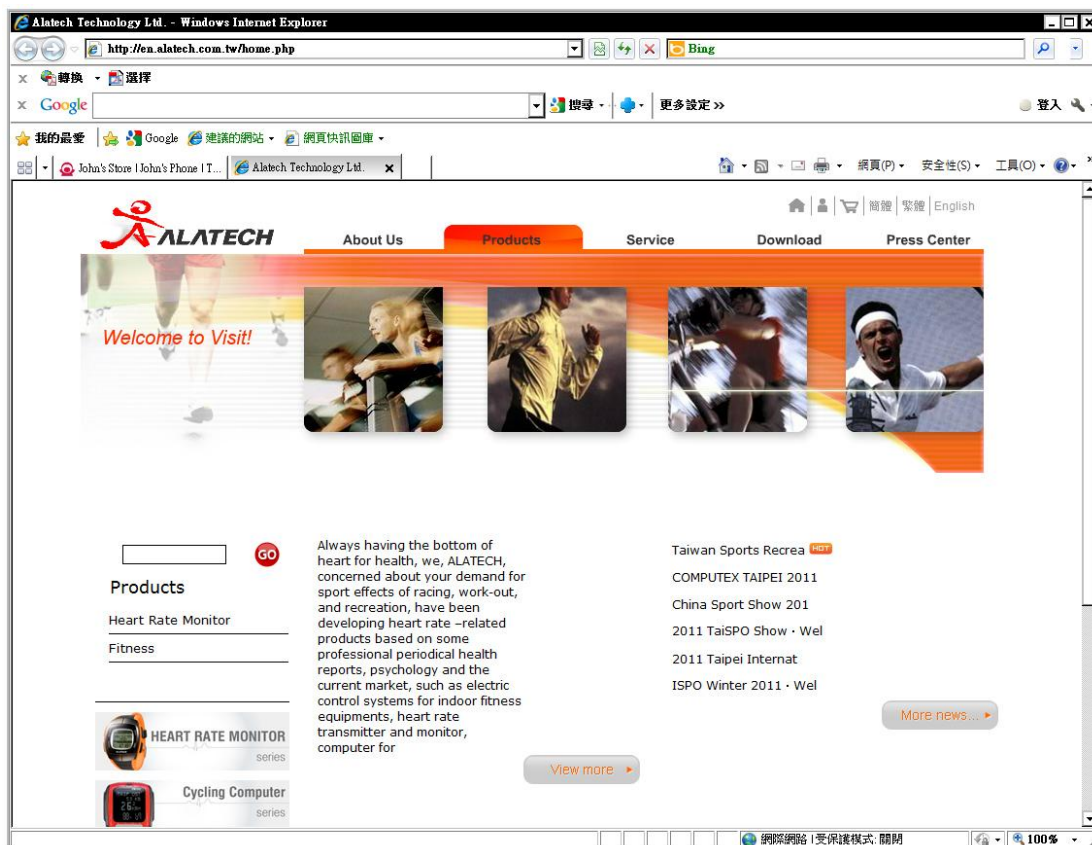 Alatech Technology Ltd. - Windows Internet Explorer
http://en.alatech.com.tw/home.php
Bing
x 轉換 選擇
x Google 搜尋 更多設定 >> 登入
我的最愛 Google 建議的網站 網頁快訊圖庫
John's Store | John's Phone | T... Alatech Technology Ltd. x 網頁(P) 安全性(S) 工具(O)
簡體 繁體 English
ALATECH
About Us Products Service Download Press Center
Welcome to Visit!
GO
Products
Heart Rate Monitor
Fitness
HEART RATE MONITOR
series
Cycling Computer
series
Always having the bottom of
heart for health, we, ALATECH,
concerned about your demand for
sport effects of racing, work-out,
and recreation, have been
developing heart rate –related
products based on some
professional periodical health
reports, psychology and the
current market, such as electric
control systems for indoor fitness
equipments, heart rate
transmitter and monitor,
computer for
View more
Taiwan Sports Recrea HOT
COMPUTEX TAIPEI 2011
China Sport Show 201
2011 TaiSPO Show‧Wel
2011 Taipei Internat
ISPO Winter 2011‧Wel
More news...
網際網路 | 受保護模式: 關閉 100%